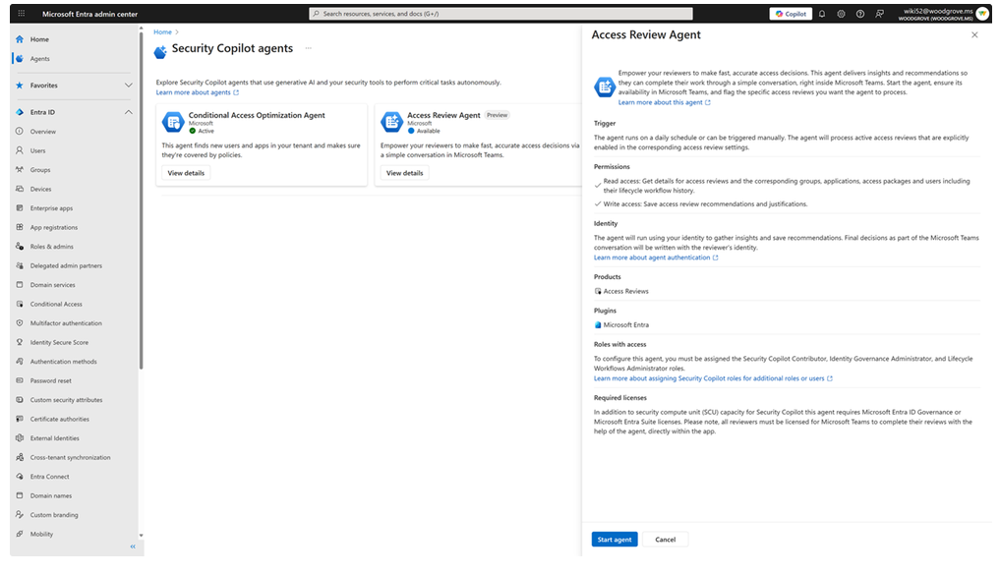 Microsoft Entra admin center
Search resources, services, and docs (G+/)
Copilot
wiki52@woodgrove.ms
WOODGROVE (WOODGROVE.MS)
Home
Agents
Favorites
Entra ID
Overview
Users
Groups
Devices
Enterprise apps
App registrations
Roles & admins
Delegated admin partners
Domain services
Conditional Access
Multifactor authentication
Identity Secure Score
Authentication methods
Password reset
Custom security attributes
Certificate authorities
External Identities
Cross-tenant synchronization
Entra Connect
Domain names
Custom branding
Mobility
Home
Security Copilot agents
Explore Security Copilot agents that use generative AI and your security tools to perform critical tasks autonomously.
Learn more about agents
Conditional Access Optimization Agent
Microsoft
Active
This agent finds new users and apps in your tenant and makes sure
they're covered by policies.
View details
Access Review Agent Preview
Microsoft
Available
Empower your reviewers to make fast, accurate access decisions via
a simple conversation in Microsoft Teams.
View details
Access Review Agent
Empower your reviewers to make fast, accurate access decisions. This agent delivers insights and recommendations so
they can complete their work through a simple conversation, right inside Microsoft Teams. Start the agent, ensure its
availability in Microsoft Teams, and flag the specific access reviews you want the agent to process.
Learn more about this agent
Trigger
The agent runs on a daily schedule or can be triggered manually. The agent will process active access reviews that are explicitly
enabled in the corresponding access review settings.
Permissions
Read access: Get details for access reviews and the corresponding groups, applications, access packages and users including
their lifecycle workflow history.
Write access: Save access review recommendations and justifications.
Identity
The agent will run using your identity to gather insights and save recommendations. Final decisions as part of the Microsoft Teams
conversation will be written with the reviewer's identity.
Learn more about agent authentication
Products
Access Reviews
Plugins
Microsoft Entra
Roles with access
To configure this agent, you must be assigned the Security Copilot Contributor, Identity Governance Administrator, and Lifecycle
Workflows Administrator roles.
Learn more about assigning Security Copilot roles for additional roles or users
Required licenses
In addition to security compute unit (SCU) capacity for Security Copilot this agent requires Microsoft Entra ID Governance or
Microsoft Entra Suite licenses. Please note, all reviewers must be licensed for Microsoft Teams to complete their reviews with the
help of the agent, directly within the app.
Start agent
Cancel